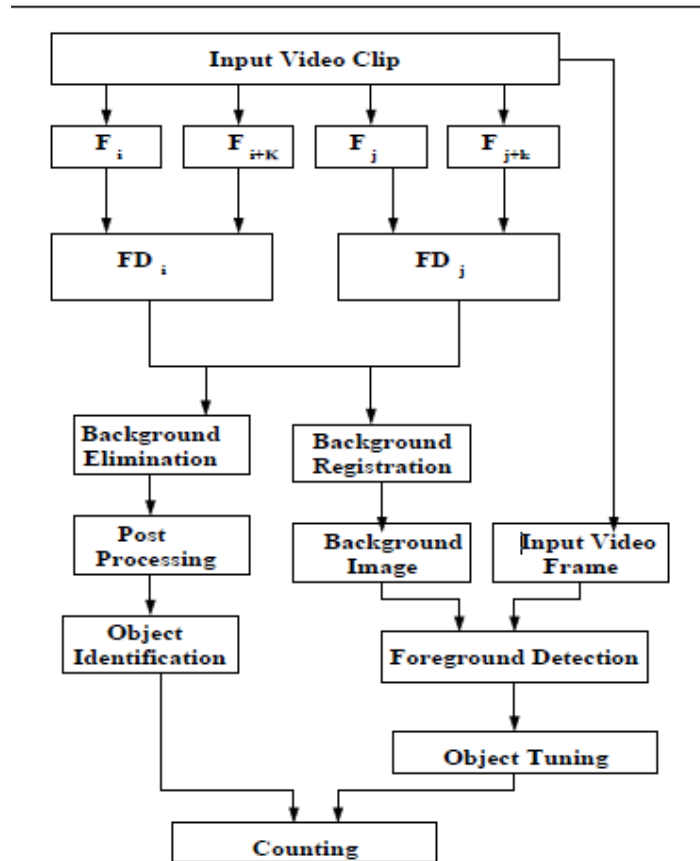 Input Video Clip
F i
F i+K
F j
F j+k
FD i
FD j
Background
Elimination
Background
Registration
Post
Processing
Background
Image
Input Video
Frame
Object
Identification
Foreground Detection
Object Tuning
Counting